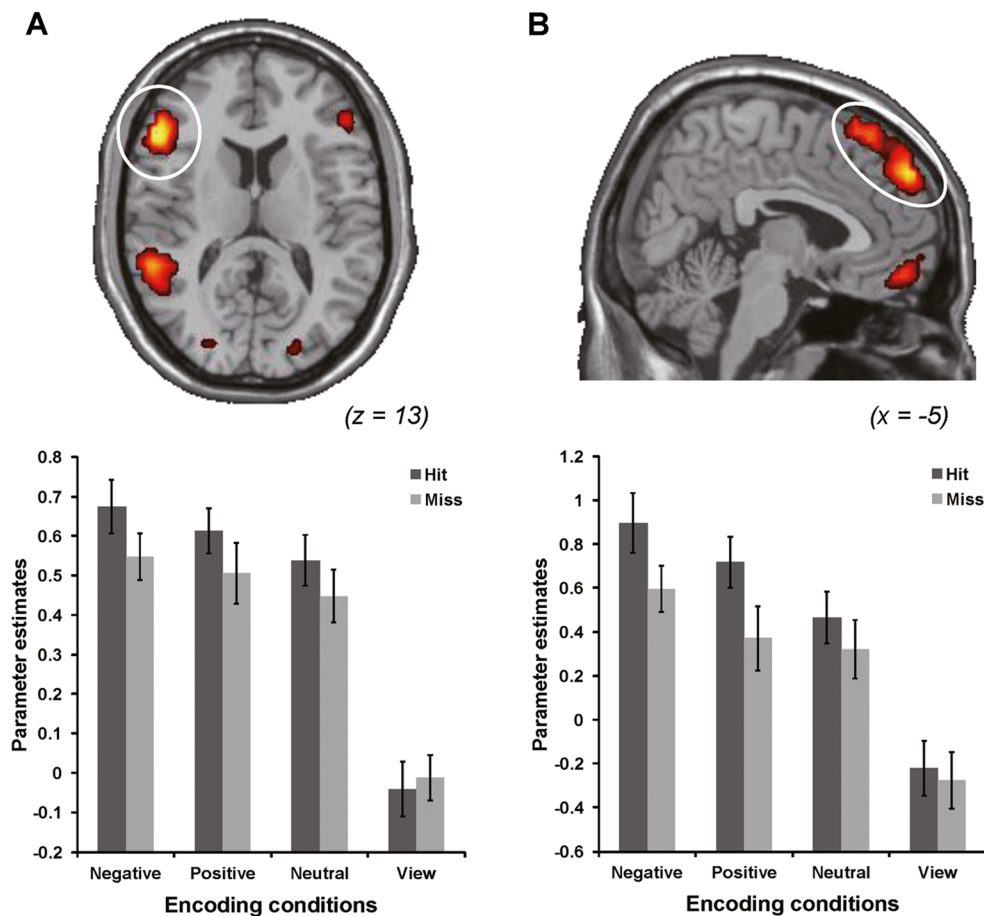 A
B
(z = 13)
(x = -5)
0.8
0.7
0.6
0.5
0.4
0.3
0.2
0.1
0
-0.1
-0.2
Parameter estimates
Hit
Miss
Negative Positive Neutral View
Encoding conditions
1.2
1
0.8
0.6
0.4
0.2
0
-0.2
-0.4
-0.6
Parameter estimates
Hit
Miss
Negative Positive Neutral View
Encoding conditions